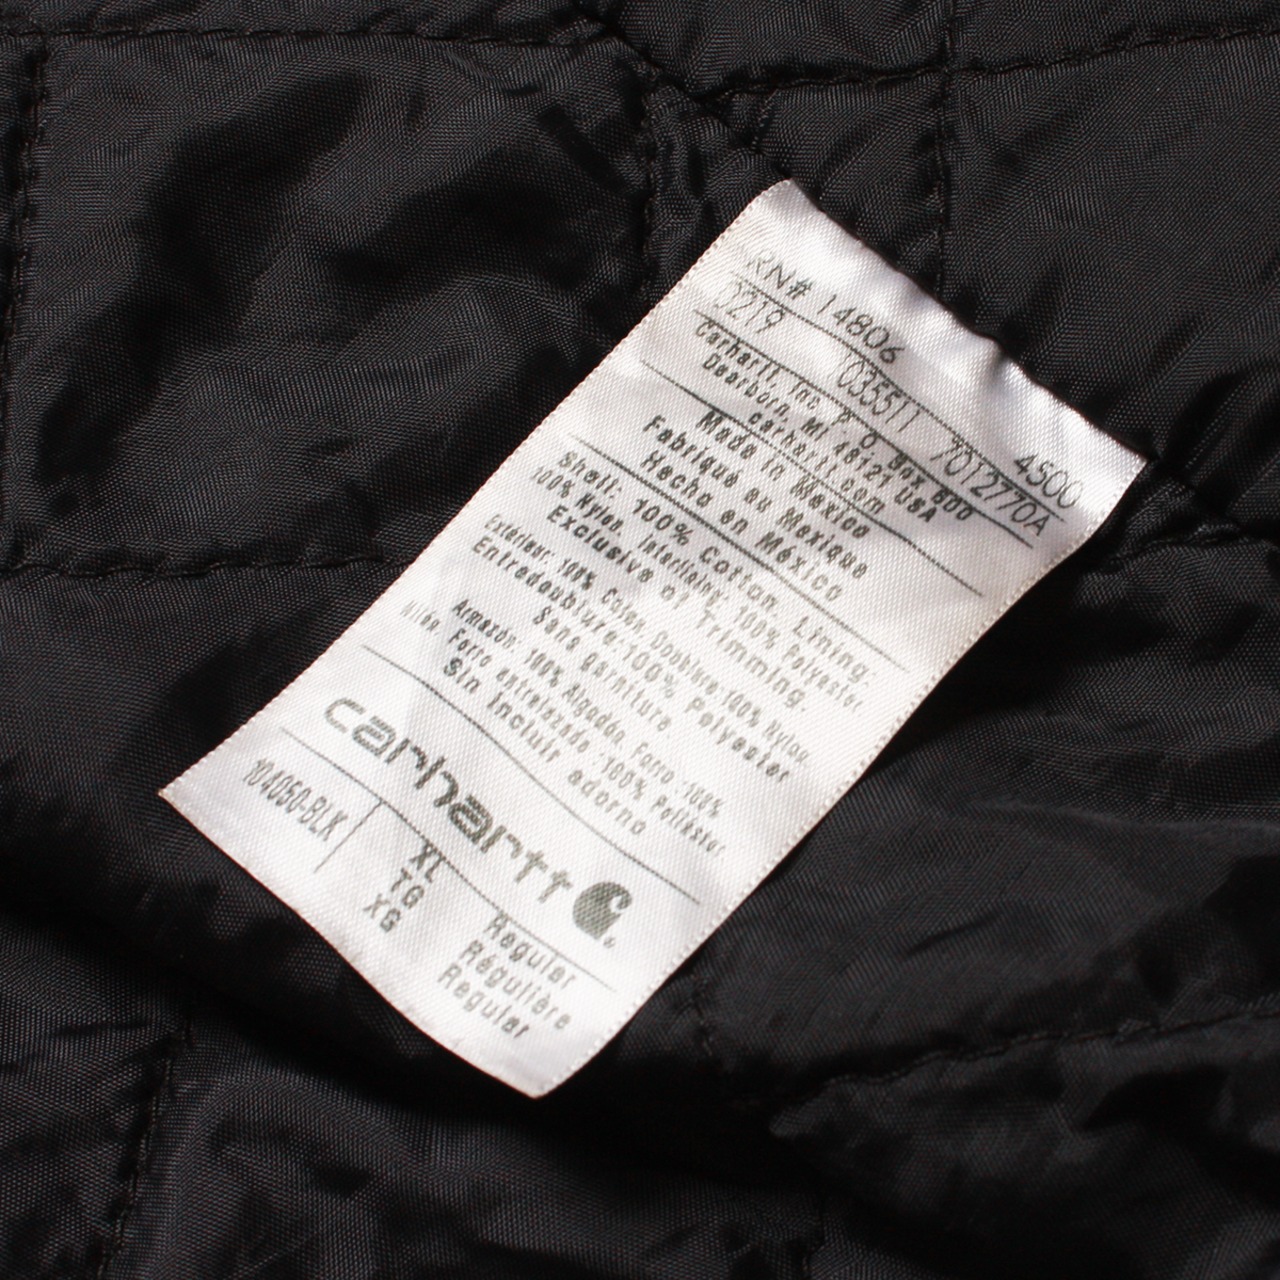 RN# 14806 4500
0219 035511 7012770A
Carhartt, Inc. P. O. Box 600
Dearborn, MI 48121 USA
carhartt.com
Made in Mexico
Fabriqué au Mexique
Hecho en México
Shell: 100% Cotton. Lining:
100% Nylon. Interlining: 100% Polyester.
Exclusive of Trimming.
Extérieur: 100% Coton. Doublure:100% Nylon.
Entredoublure:100% Polyester
Sans garniture
Armazón: 100% Algodón. Forro :100%
Nilón. Forro entrelazado :100% Poliéster
Sin incluir adorno
carhartt
104050-BLK XL Regular
TG Régulière
XG Regular